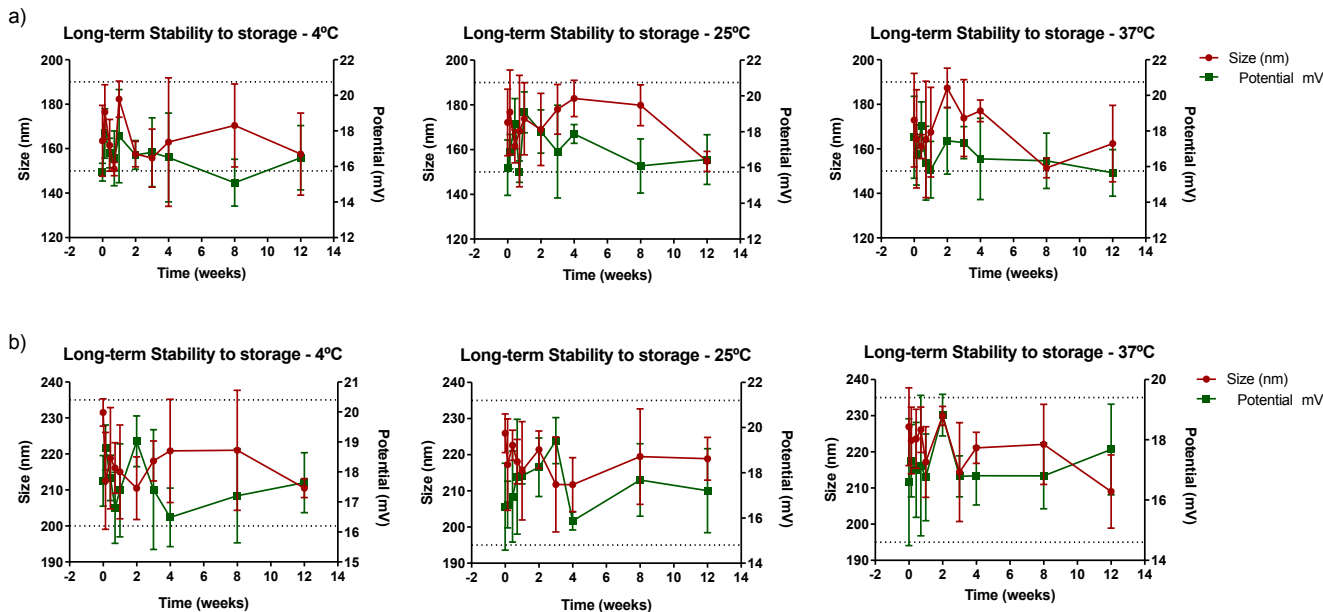 a)
Long-term Stability to storage - 4ºC
200
180
160
140
120
Size (nm)
22
20
18
16
14
12
Potential (mV)
-2 0 2 4 6 8 10 12 14
Time (weeks)
Long-term Stability to storage - 25ºC
200
180
160
140
120
Size (nm)
22
20
18
16
14
12
Potential (mV)
-2 0 2 4 6 8 10 12 14
Time (weeks)
Long-term Stability to storage - 37ºC
200
180
160
140
120
Size (nm)
22
20
18
16
14
12
Potential (mV)
-2 0 2 4 6 8 10 12 14
Time (weeks)
Size (nm)
Potential mV
b)
Long-term Stability to storage - 4ºC
240
230
220
210
200
190
Size (nm)
21
20
19
18
17
16
15
Potential (mV)
-2 0 2 4 6 8 10 12 14
Time (weeks)
Long-term Stability to storage - 25ºC
240
230
220
210
200
190
Size (nm)
22
20
18
16
14
Potential (mV)
-2 0 2 4 6 8 10 12 14
Time (weeks)
Long-term Stability to storage - 37ºC
240
230
220
210
200
190
Size (nm)
20
18
16
14
Potential (mV)
-2 0 2 4 6 8 10 12 14
Time (weeks)
Size (nm)
Potential mV